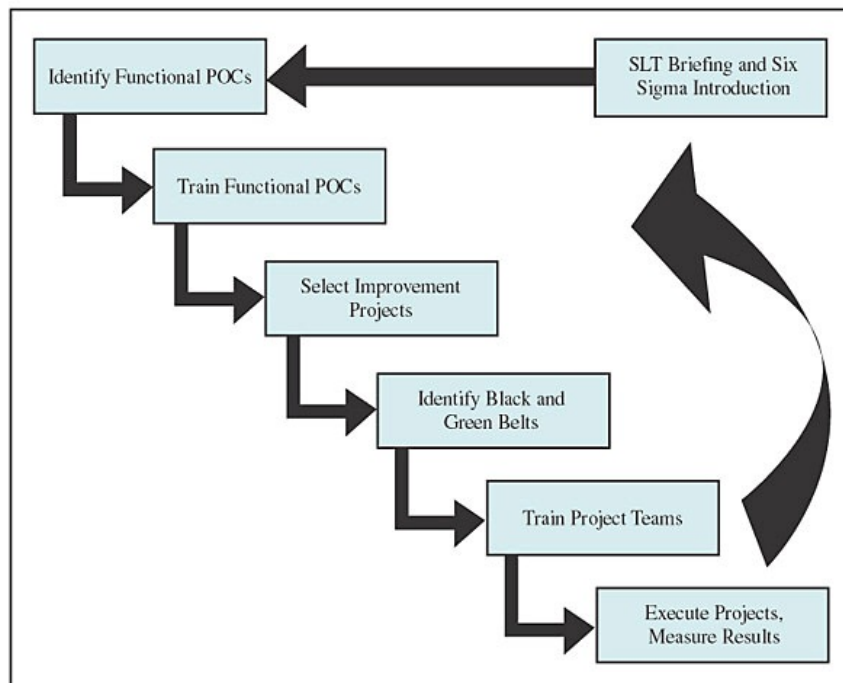 Identify Functional POCs
SLT Briefing and Six
Sigma Introduction
Train Functional POCs
Select Improvement
Projects
Identify Black and
Green Belts
Train Project Teams
Execute Projects,
Measure Results